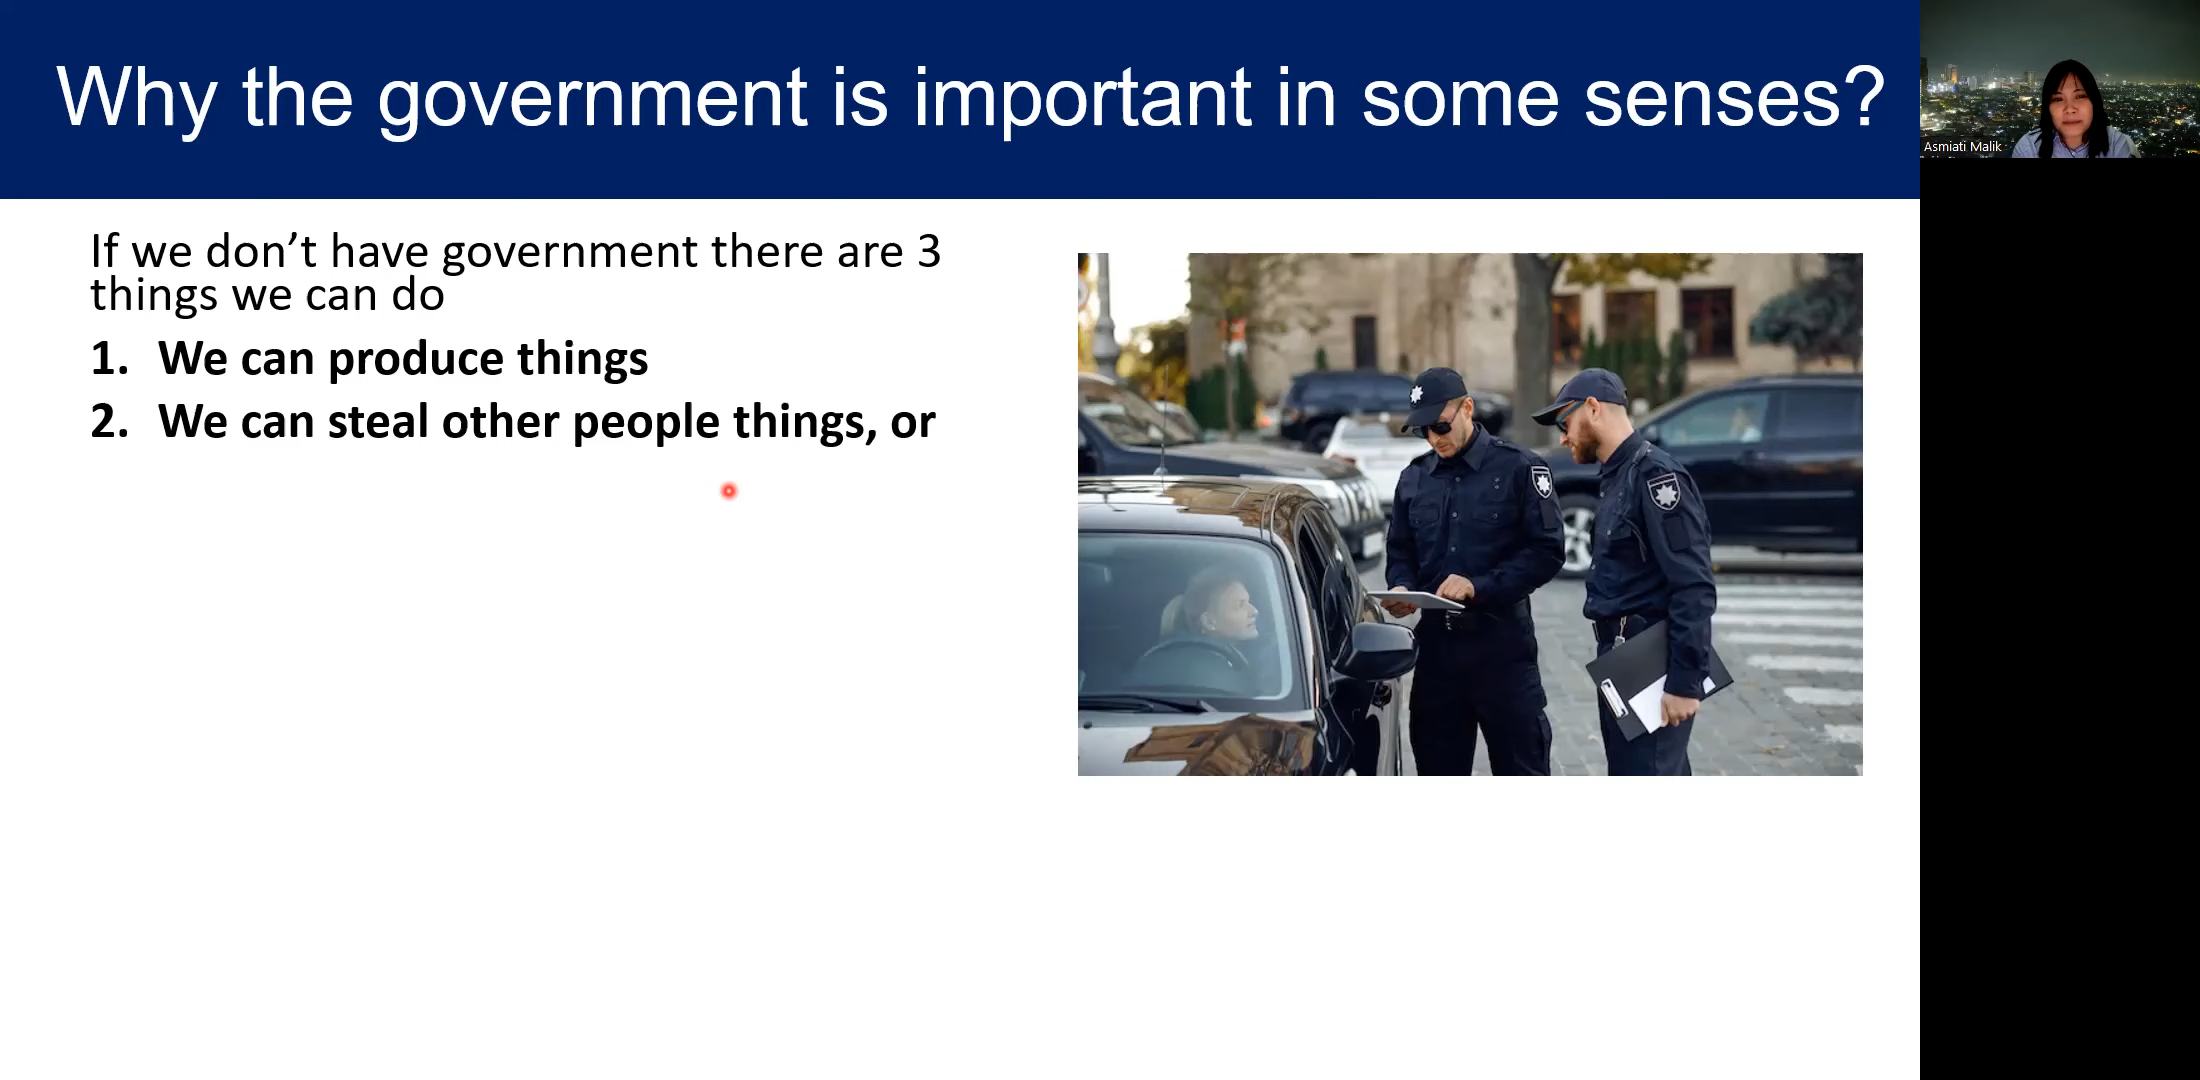 Why the government is important in some senses?
Asmiati Malik
If we don’t have government there are 3
things we can do
1. We can produce things
2. We can steal other people things, or